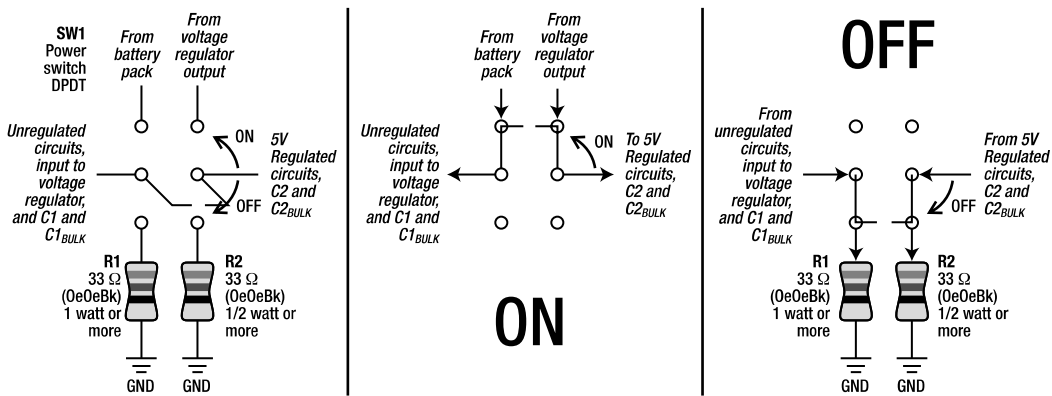 SW1
Power
switch
DPDT
From
battery
pack
From
voltage
regulator
output
Unregulated
circuits,
input to
voltage
regulator,
and C1 and
C1BULK
ON
OFF
5V
Regulated
circuits,
C2 and
C2BULK
R1
33 Ω
(OeOeBk)
1 watt or
more
R2
33 Ω
(OeOeBk)
1/2 watt or
more
GND
GND
From
battery
pack
From
voltage
regulator
output
Unregulated
circuits,
input to
voltage
regulator,
and C1 and
C1BULK
ON
To 5V
Regulated
circuits,
C2 and
C2BULK
ON
OFF
From
unregulated
circuits,
input to
voltage
regulator,
and C1 and
C1BULK
From 5V
Regulated
circuits,
C2 and
C2BULK
OFF
R1
33 Ω
(OeOeBk)
1 watt or
more
R2
33 Ω
(OeOeBk)
1/2 watt or
more
GND
GND